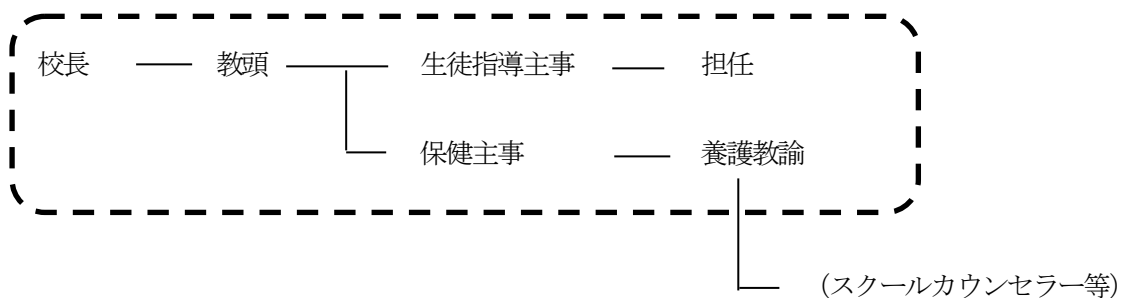 校長 教頭 生徒指導主事 担任
保健主事 養護教諭
（スクールカウンセラー等）